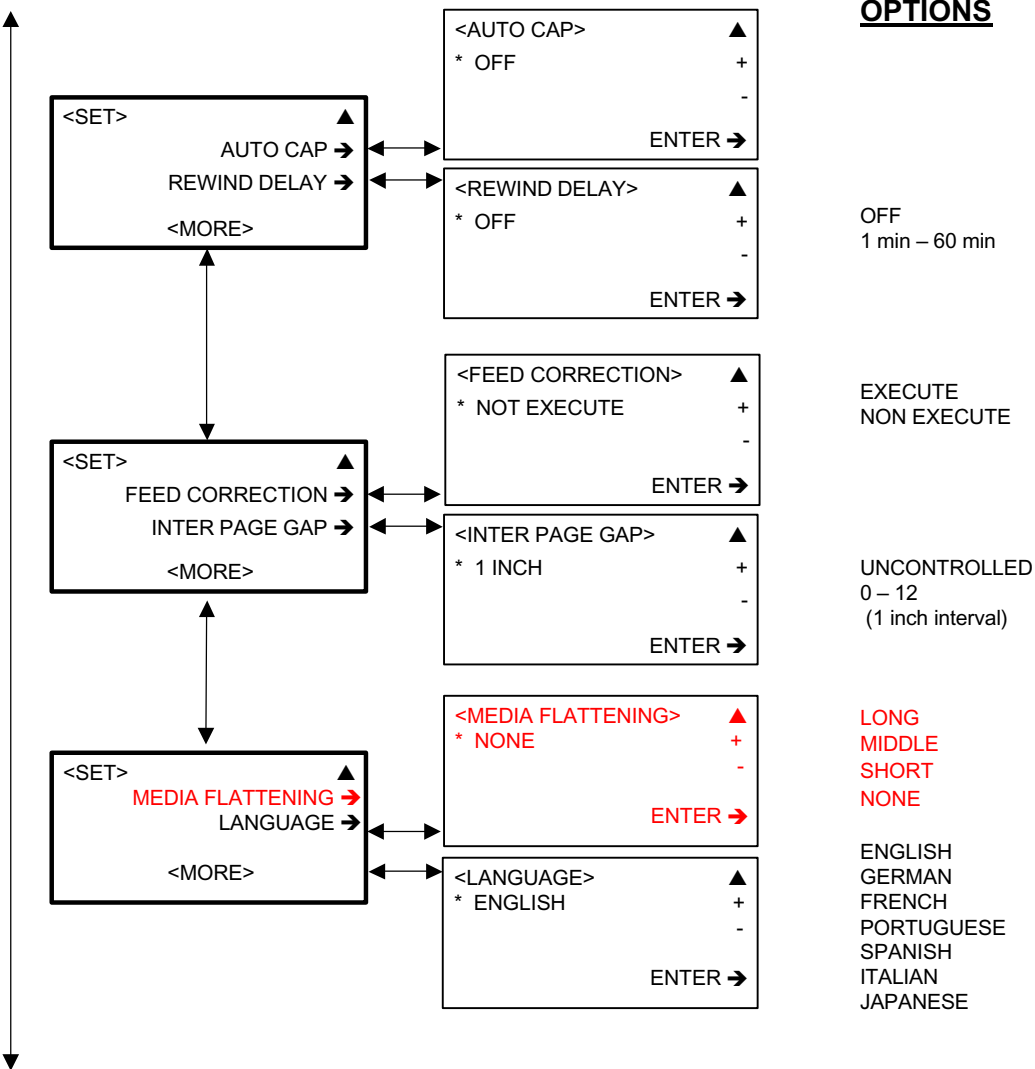 OPTIONS
<AUTO CAP> ▲
* OFF +
-
ENTER ➔
<SET> ▲
AUTO CAP ➔
REWIND DELAY ➔
<MORE>
<REWIND DELAY> ▲
* OFF +
-
ENTER ➔
OFF
1 min – 60 min
<FEED CORRECTION> ▲
* NOT EXECUTE +
-
ENTER ➔
EXECUTE
NON EXECUTE
<SET> ▲
FEED CORRECTION ➔
INTER PAGE GAP ➔
<MORE>
<INTER PAGE GAP> ▲
* 1 INCH +
-
ENTER ➔
UNCONTROLLED
0 – 12
(1 inch interval)
<MEDIA FLATTENING> ▲
* NONE +
-
ENTER ➔
LONG
MIDDLE
SHORT
NONE
<SET> ▲
MEDIA FLATTENING ➔
LANGUAGE ➔
<MORE>
<LANGUAGE> ▲
* ENGLISH +
-
ENTER ➔
ENGLISH
GERMAN
FRENCH
PORTUGUESE
SPANISH
ITALIAN
JAPANESE